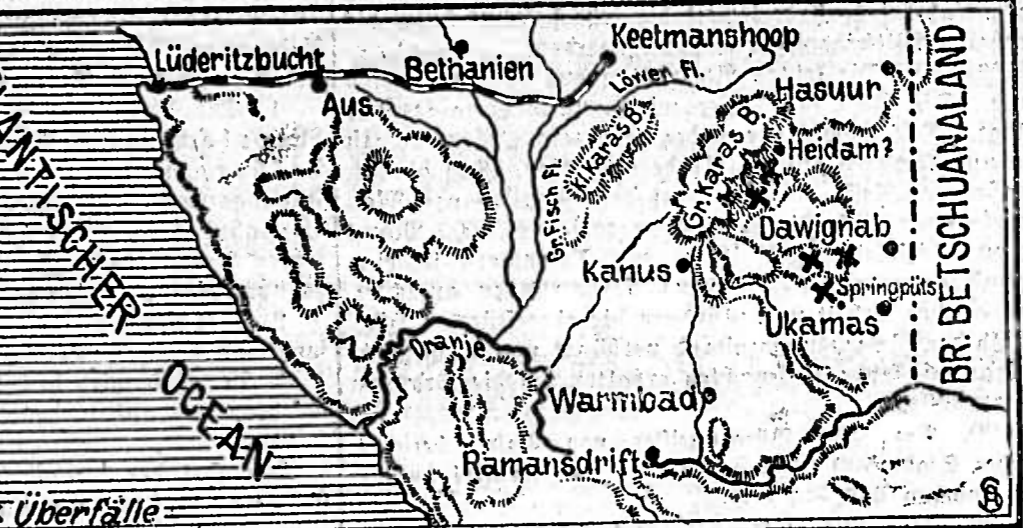 Keetmanshoop
Lüderitzbucht
Bethanien
Löwen Fl.
Aus
Hasuur
Kl.Karas B.
Gr.Karas B.
Heidam?
Gr.Fisch Fl.
Dawignab
Kanus
Springpüts
Ukamas
BR. BETSCHUANALAND
ANTISCHER
OCEAN
Oranje
Warmbad
Ramansdrift
Überfälle